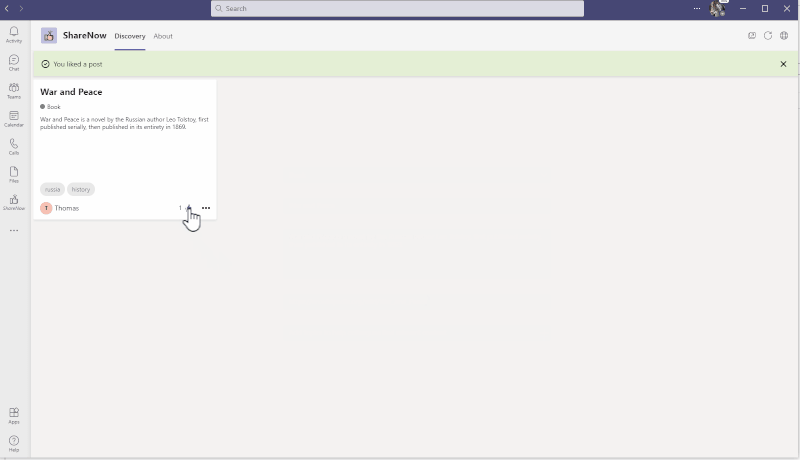 Search
Activity
Chat
Teams
Calendar
Calls
Files
ShareNow
Apps
Help
ShareNow Discovery About
You liked a post
War and Peace
Book
War and Peace is a novel by the Russian author Leo Tolstoy, first
published serially, then published in its entirety in 1869.
russia history
T Thomas 1